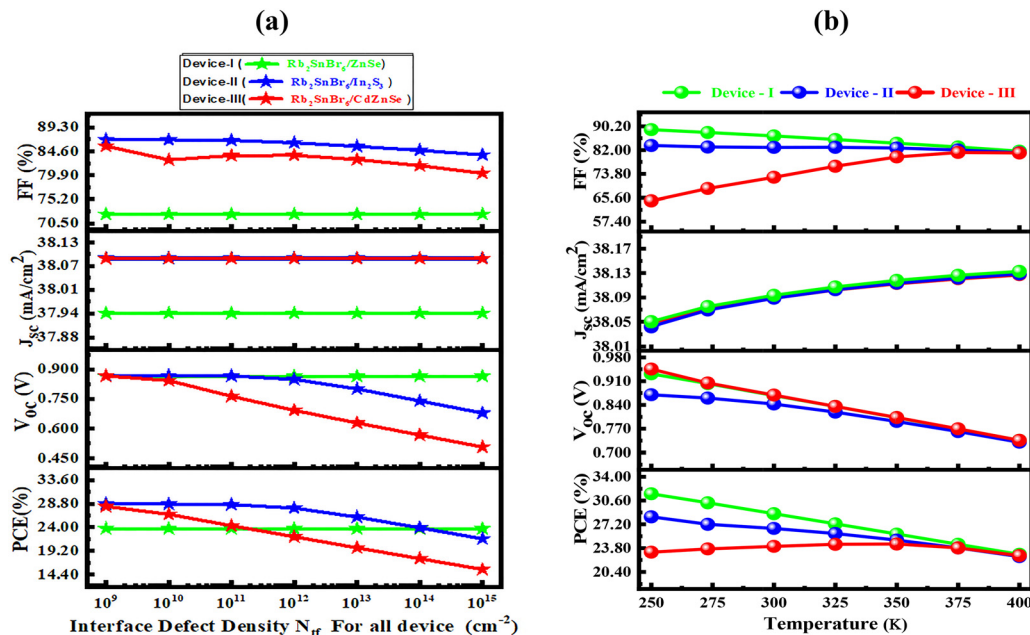 (a)
Device-I ( Rb2SnBr6/ZnSe)
Device-II ( Rb2SnBr6/In2S3 )
Device-III( Rb2SnBr6/CdZnSe )
FF (%)
89.30
84.60
79.90
75.20
70.50
JSC (mA/cm2)
38.13
38.07
38.01
37.94
37.88
VOC (V)
0.900
0.750
0.600
0.450
PCE(%)
33.60
28.80
24.00
19.20
14.40
10^9 10^10 10^11 10^12 10^13 10^14 10^15
Interface Defect Density Ntf For all device (cm-2)
(b)
Device - I Device - II Device - III
FF (%)
90.20
82.00
73.80
65.60
57.40
JSC (mA/cm2)
38.17
38.13
38.09
38.05
38.01
VOC (V)
0.980
0.910
0.840
0.770
0.700
PCE (%)
34.00
30.60
27.20
23.80
20.40
250 275 300 325 350 375 400
Temperature (K)